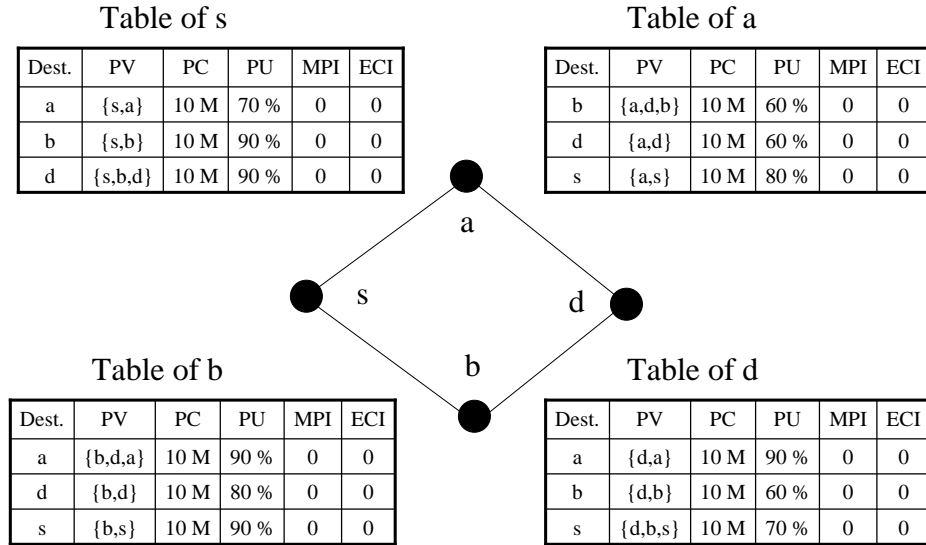 Table of s
Dest. PV PC PU MPI ECI
a {s,a} 10 M 70 % 0 0
b {s,b} 10 M 90 % 0 0
d {s,b,d} 10 M 90 % 0 0
Table of a
Dest. PV PC PU MPI ECI
b {a,d,b} 10 M 60 % 0 0
d {a,d} 10 M 60 % 0 0
s {a,s} 10 M 80 % 0 0
a
s
d
b
Table of b
Dest. PV PC PU MPI ECI
a {b,d,a} 10 M 90 % 0 0
d {b,d} 10 M 80 % 0 0
s {b,s} 10 M 90 % 0 0
Table of d
Dest. PV PC PU MPI ECI
a {d,a} 10 M 90 % 0 0
b {d,b} 10 M 60 % 0 0
s {d,b,s} 10 M 70 % 0 0